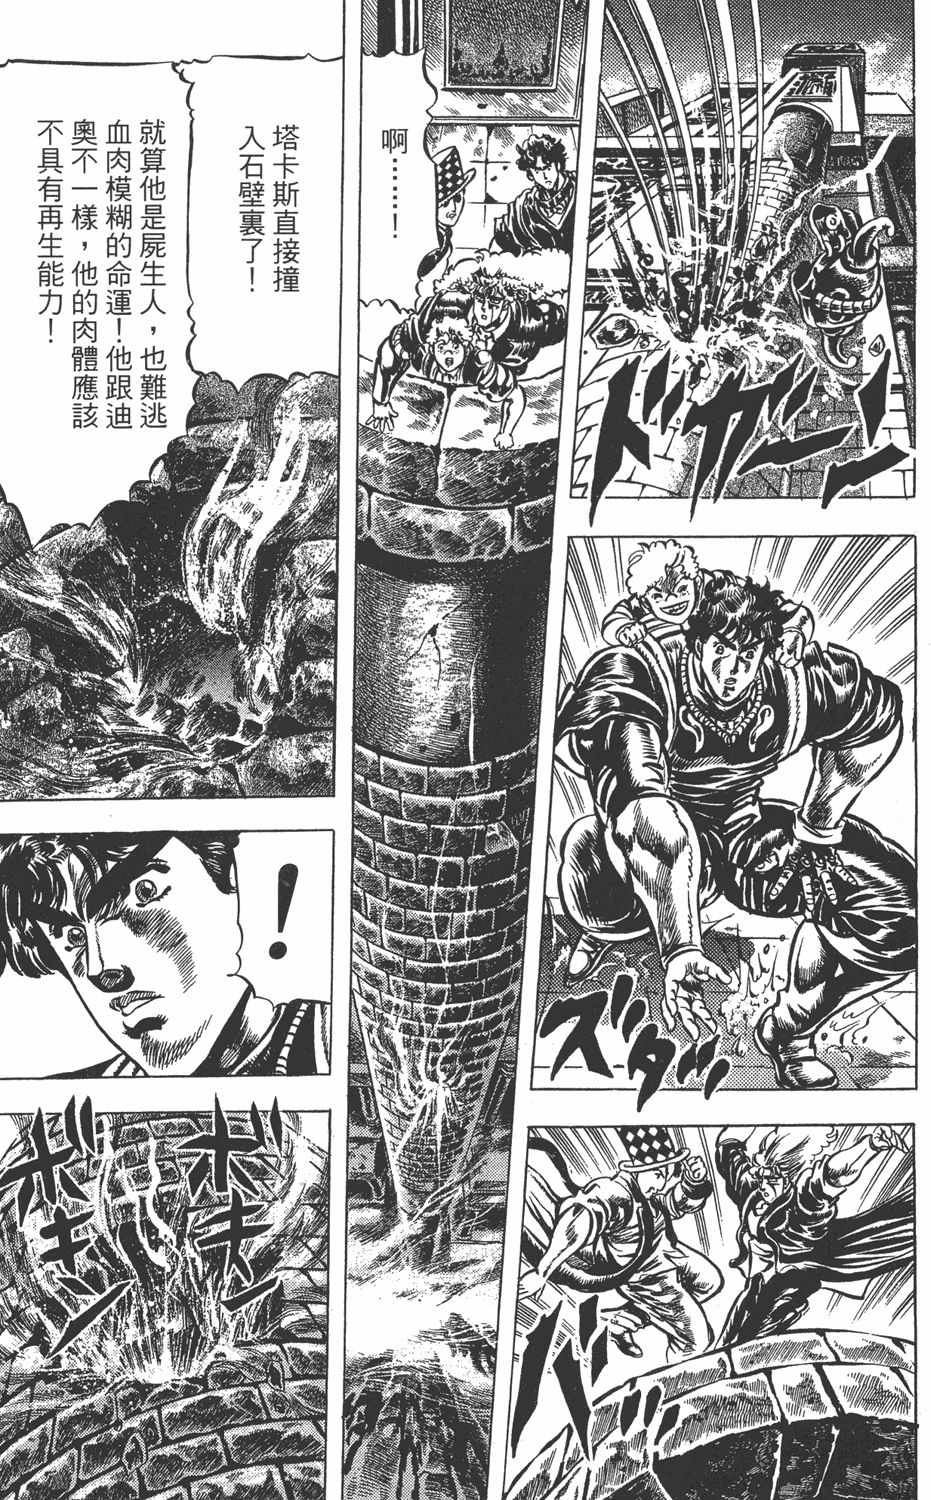 ドガーン!
ズダッ
バッ
啊……!
塔卡斯直接撞
入石壁裏了!
就算他是屍生人,也難逃
血肉模糊的命運!他跟迪
奧不一樣,他的肉體應該
不具有再生能力!
!
ボキン
ボキン